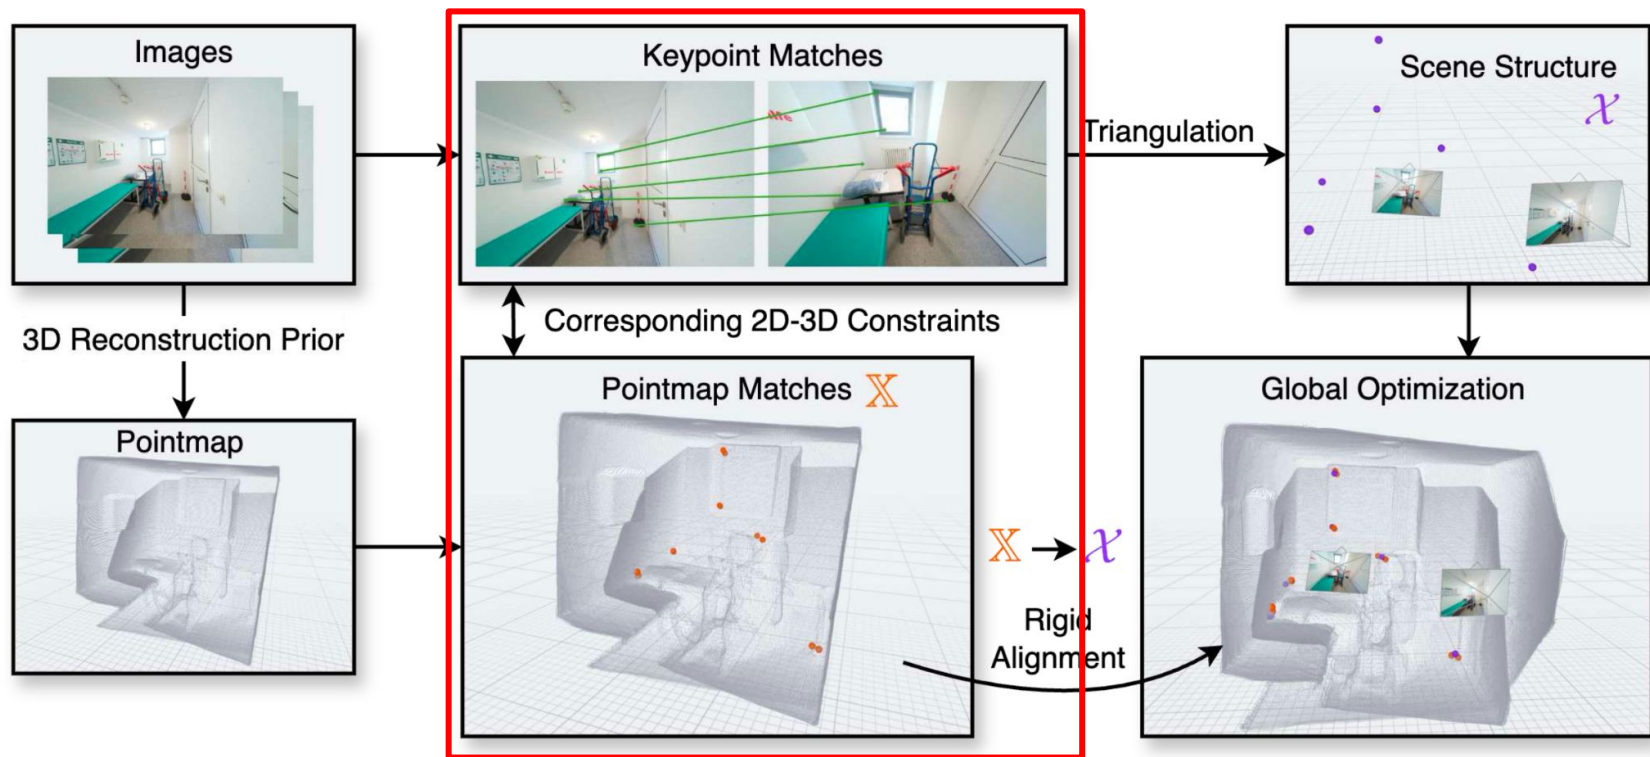 Images
Keypoint Matches
Triangulation
Scene Structure
𝒳
3D Reconstruction Prior
Corresponding 2D-3D Constraints
Pointmap
Pointmap Matches 𝕏
𝕏 → 𝒳
Rigid
Alignment
Global Optimization